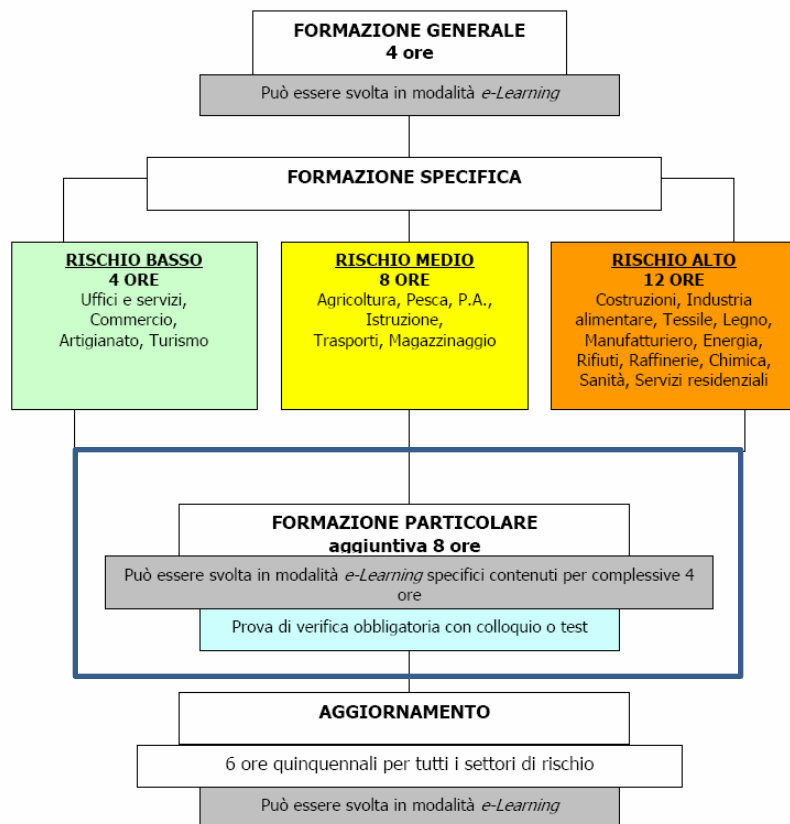 FORMAZIONE GENERALE
4 ore
Può essere svolta in modalità e-Learning
FORMAZIONE SPECIFICA
RISCHIO BASSO
4 ORE
Uffici e servizi,
Commercio,
Artigianato, Turismo
RISCHIO MEDIO
8 ORE
Agricoltura, Pesca, P.A.,
Istruzione,
Trasporti, Magazzinaggio
RISCHIO ALTO
12 ORE
Costruzioni, Industria
alimentare, Tessile, Legno,
Manufatturiero, Energia,
Rifiuti, Raffinerie, Chimica,
Sanità, Servizi residenziali
FORMAZIONE PARTICOLARE
aggiuntiva 8 ore
Può essere svolta in modalità e-Learning specifici contenuti per complessive 4
ore
Prova di verifica obbligatoria con colloquio o test
AGGIORNAMENTO
6 ore quinquennali per tutti i settori di rischio
Può essere svolta in modalità e-Learning